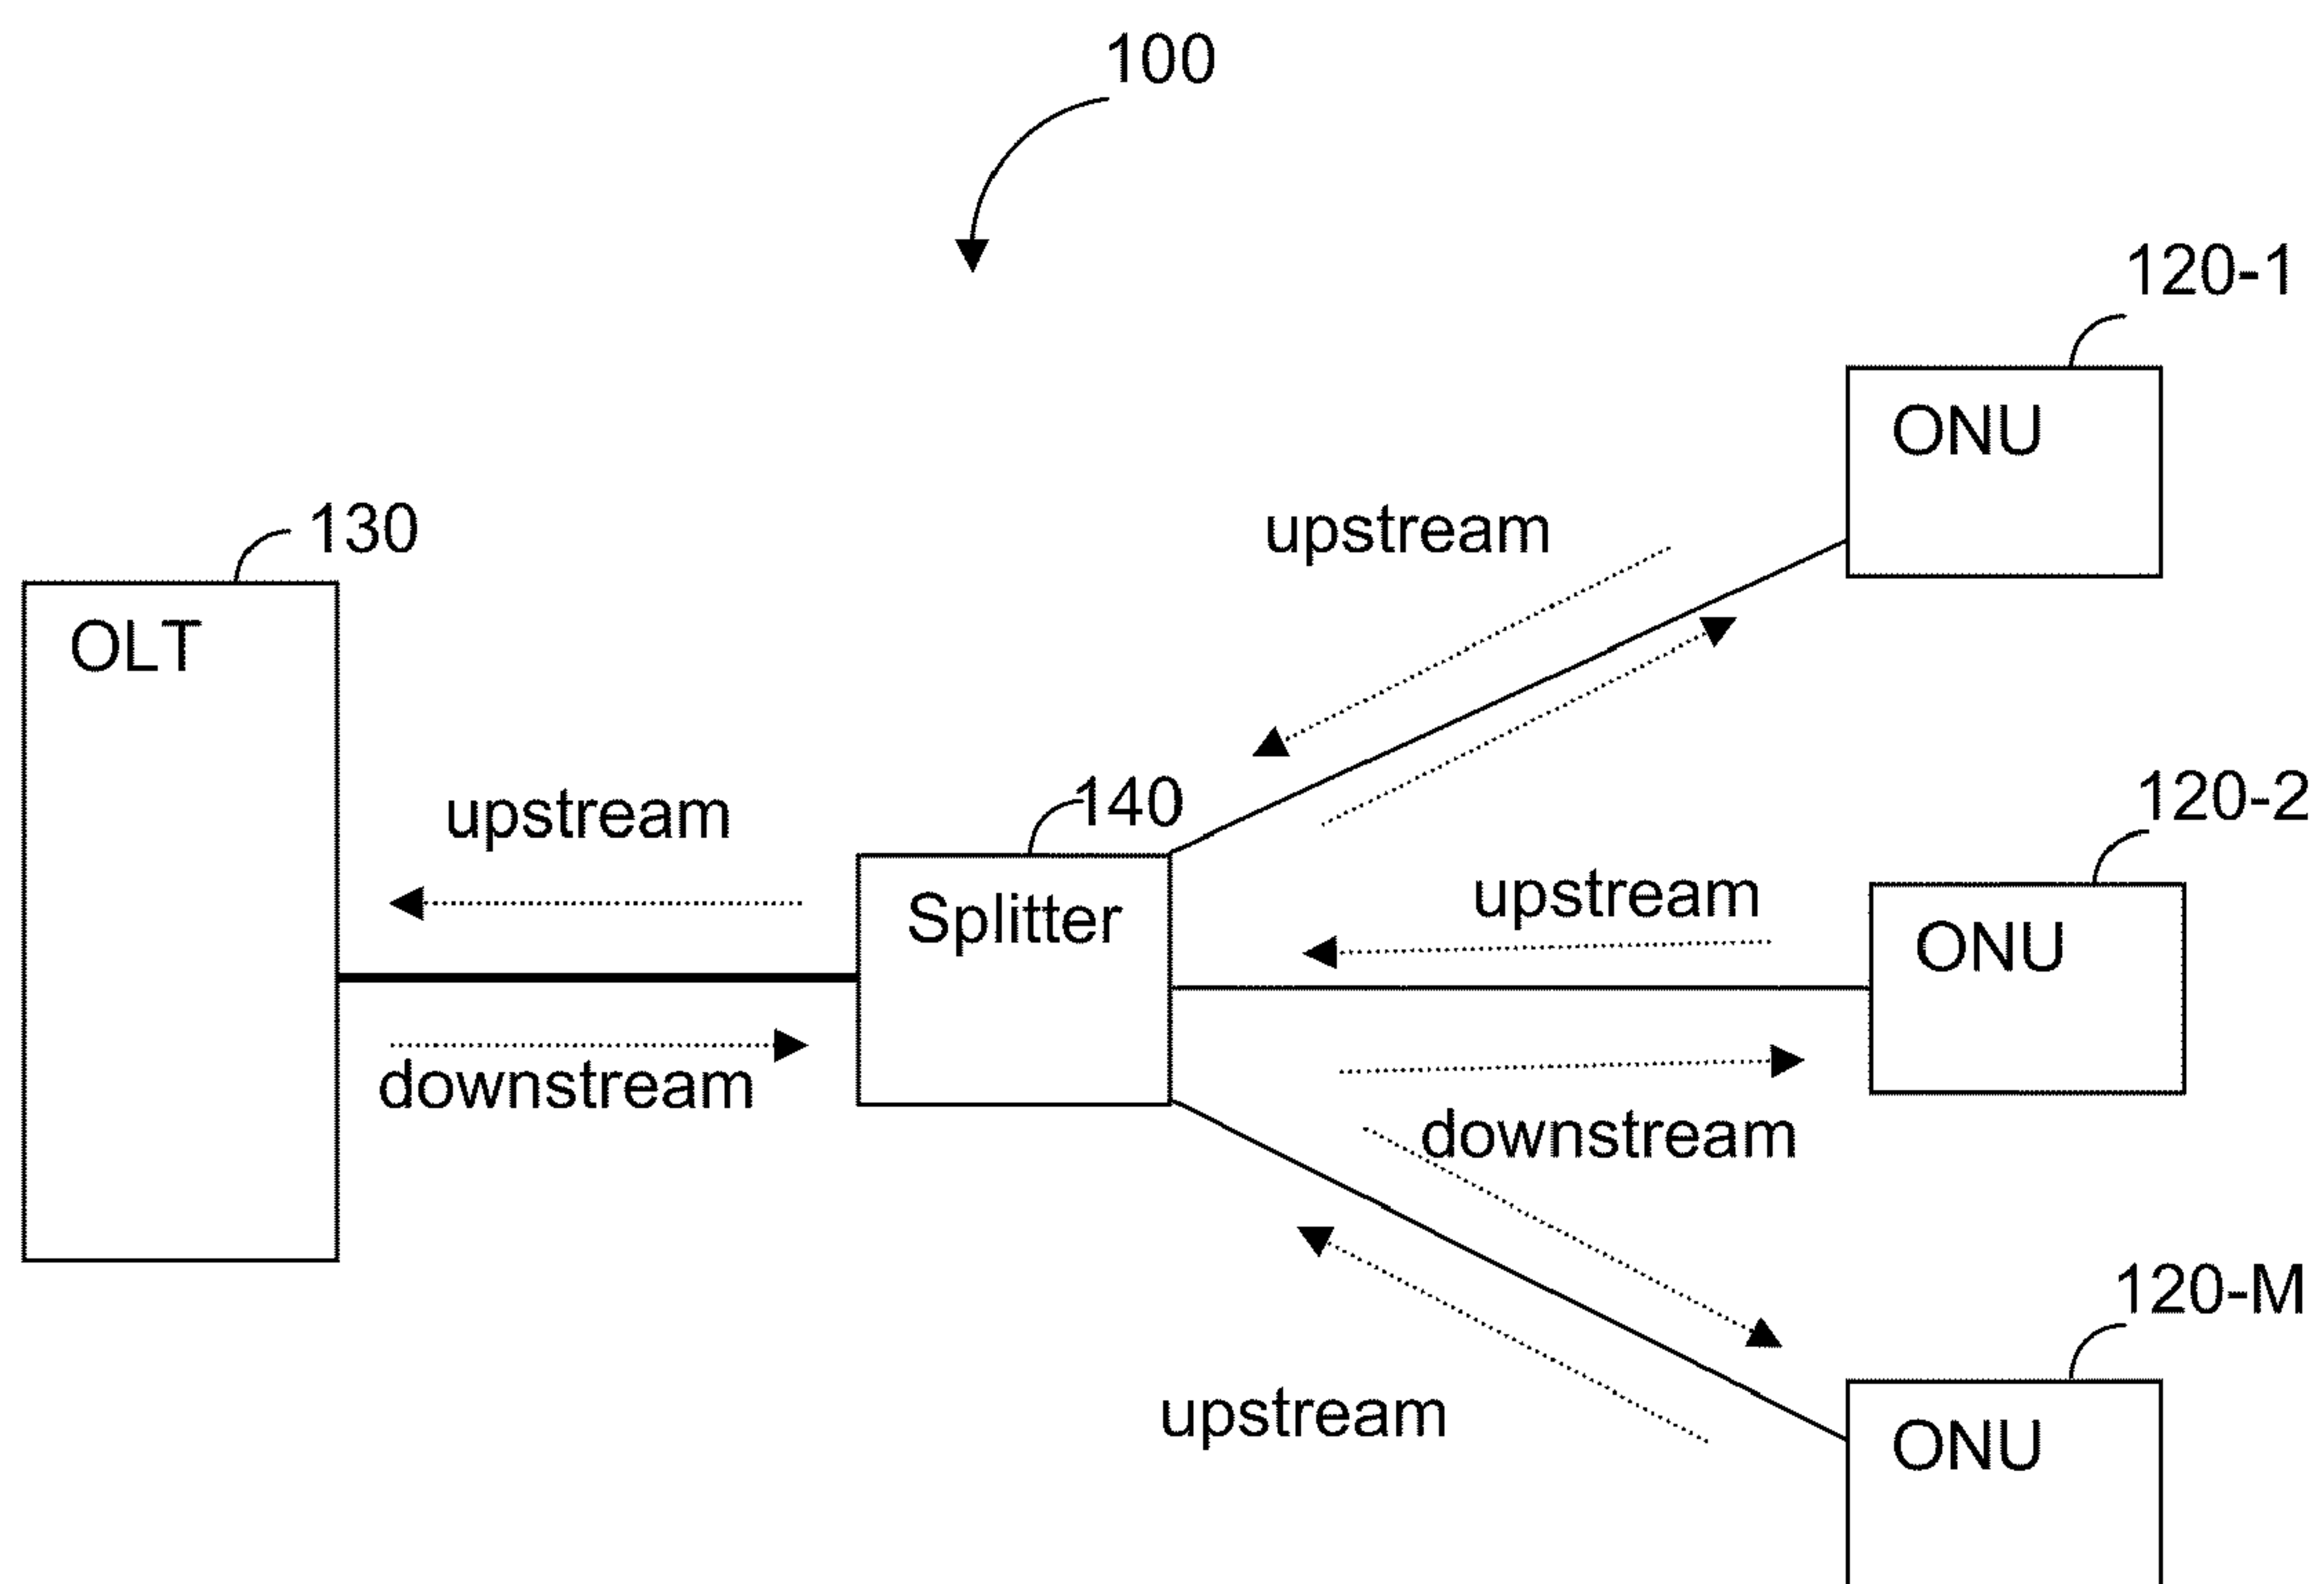 100
120-1
ONU
130
upstream
OLT
140
upstream
120-2
Splitter
upstream
ONU
downstream
downstream
120-M
upstream
ONU